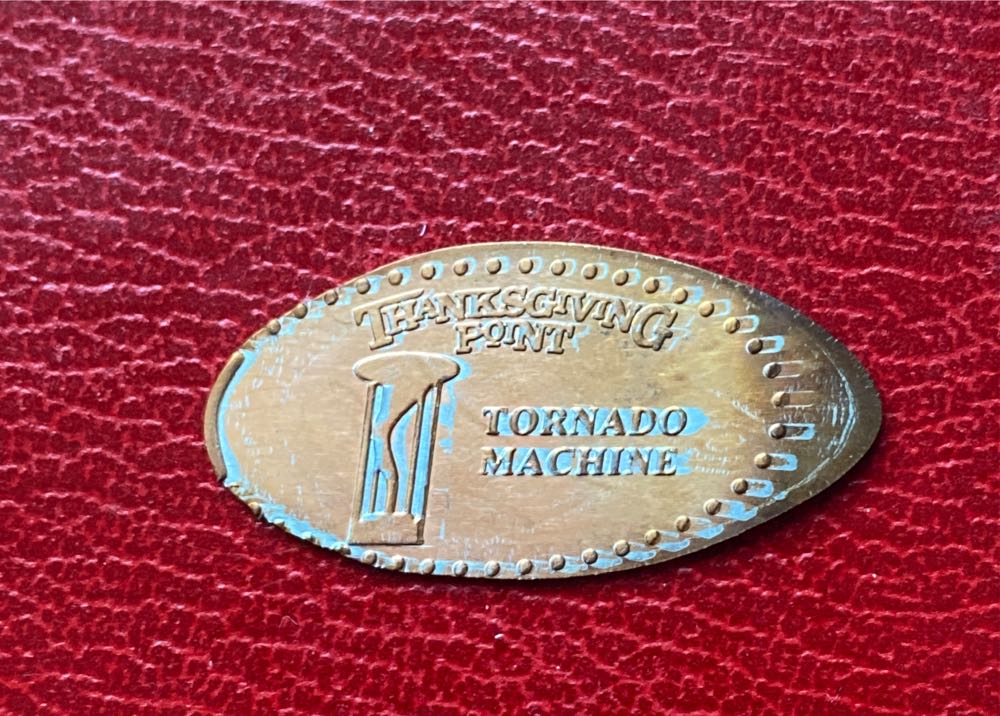 THANKSGIVING
POINT
TORNADO
MACHINE